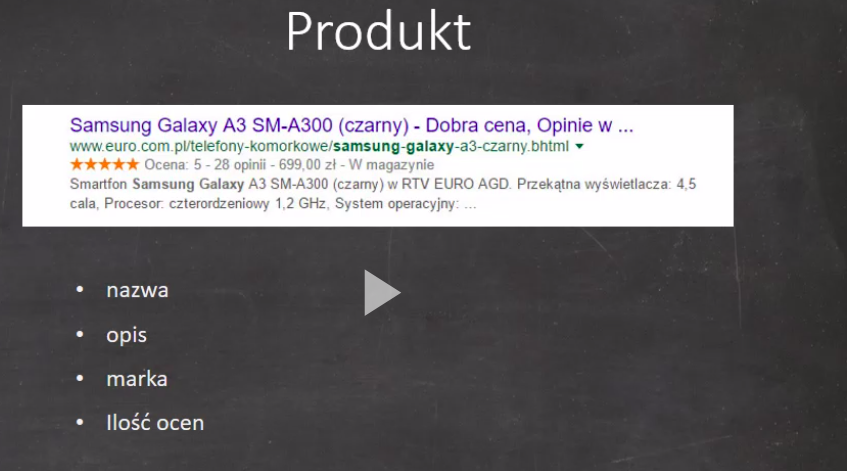 Produkt
Samsung Galaxy A3 SM-A300 (czarny) - Dobra cena, Opinie w ...
www.euro.com.pl/telefony-komorkowe/samsung-galaxy-a3-czarny.bhtml
Ocena: 5 - 28 opinii - 699,00 zł - W magazynie
Smartfon Samsung Galaxy A3 SM-A300 (czarny) w RTV EURO AGD. Przekątna wyświetlacza: 4,5
cala, Procesor: czterordzeniowy 1,2 GHz, System operacyjny: ...
• nazwa
• opis
• marka
• Ilość ocen